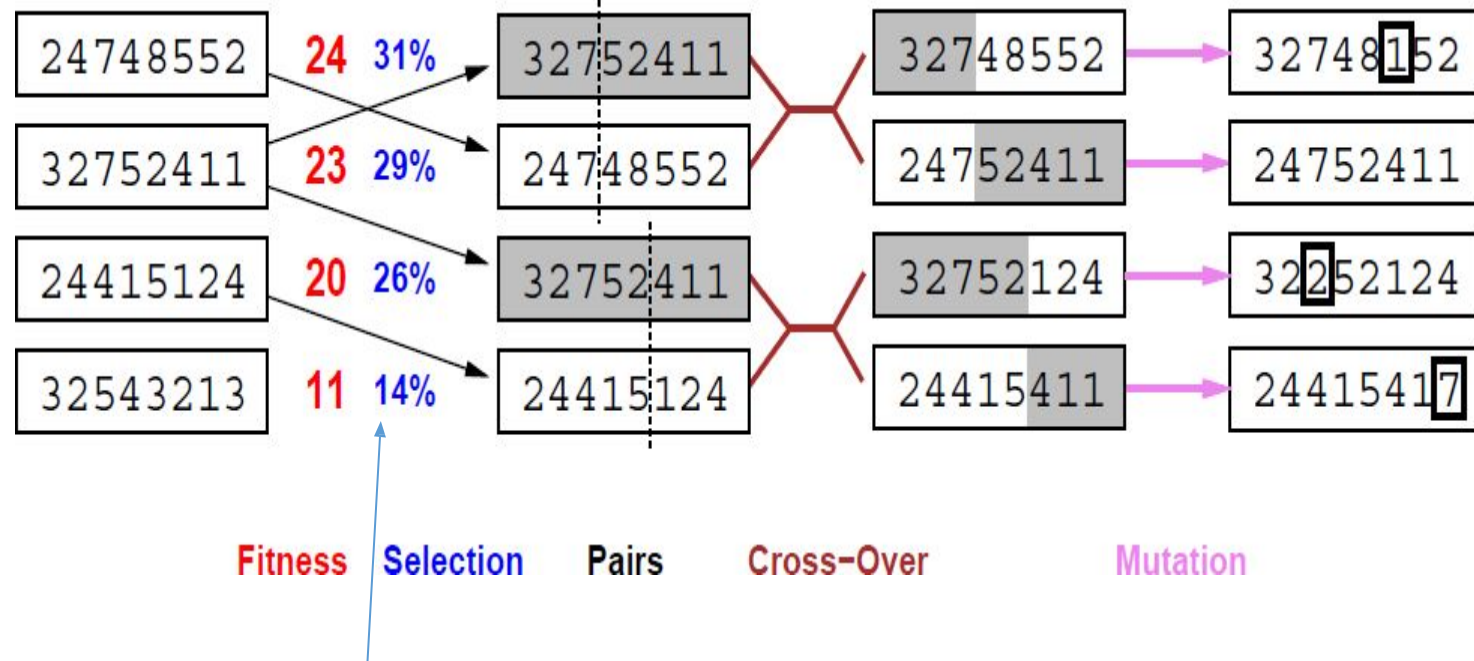 24748552 24 31% 32752411 32748552 32748152
32752411 23 29% 24748552 24752411 24752411
24415124 20 26% 32752411 32752124 32252124
32543213 11 14% 24415124 24415411 24415417
Fitness Selection Pairs Cross-Over Mutation